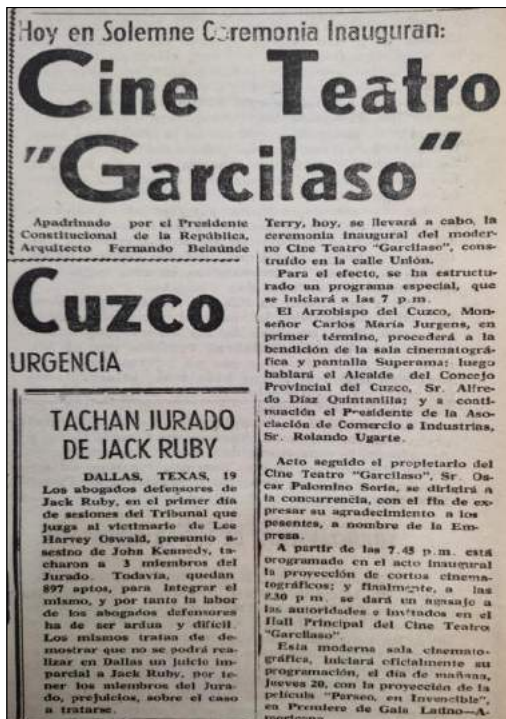 Hoy en Solemne Ceremonia Inauguran:
Cine Teatro
"Garcilaso"
Apadrinado por el Presidente
Constitucional de la República,
Arquitecto Fernando Belaúnde
Terry, hoy, se llevará a cabo, la
ceremonia inaugural del moder-
no Cine Teatro "Garcilaso", cons-
truído en la calle Unión.
Para el efecto, se ha estructu-
rado un programa especial, que
se iniciará a las 7 p.m.
El Arzobispo del Cuzco, Mon-
señor Carlos María Jurgens, en
primer término, procederá a la
bendición de la sala cinematográ-
fica y pantalla Superama; luego
hablará el Alcalde del Concejo
Provincial del Cuzco, Sr. Alfre-
do Díaz Quintanilla; y a conti-
nuación el Presidente de la Aso-
ciación de Comercio e Industrias,
Sr. Rolando Ugarte.
Acto seguido el propietario del
Cine Teatro "Garcilaso", Sr. Os-
car Palomino Soria, se dirigirá a
la concurrencia, con el fin de ex-
presar su agradecimiento a los
pesentes, a nombre de la Em-
presa.
A partir de las 7.45 p.m. está
programado en el acto inaugural
la proyección de cortos cinema-
tográficos; y finalmente, a las
8.30 p m. se dará un agasajo a
las autoridades e invitados en el
Hall Principal del Cine Teatro
"Garcilaso"
Esta moderna sala cinemato-
gráfica, iniciará oficialmente su
programación, el día de mañana,
Jueves 20, con la proyección de la
película "Perseo, en Invencible",
en Premiere de Gala Latino—A-
Cuzco
URGENCIA
TACHAN JURADO
DE JACK RUBY
DALLAS, TEXAS, 19
Los abogados defensores de
Jack Ruby, en el primer día
de sesiones del Tribunal que
juzga al victimario de Lee
Harvey Oswald, presunto a-
sesino de John Kennedy, ta-
charon a 3 miembros del
Jurado. Todavía, quedan
897 aptos, para integrar el
mismo, y por tanto la labor
de los abogados defensores
ha de ser ardua y difícil.
Los mismos tratan de de-
mostrar que no se podrá rea-
lizar en Dallas un juicio im-
parcial a Jack Ruby, por te-
ner los miembros del Jura-
do, prejuicios, sobre el caso
a tratarse.